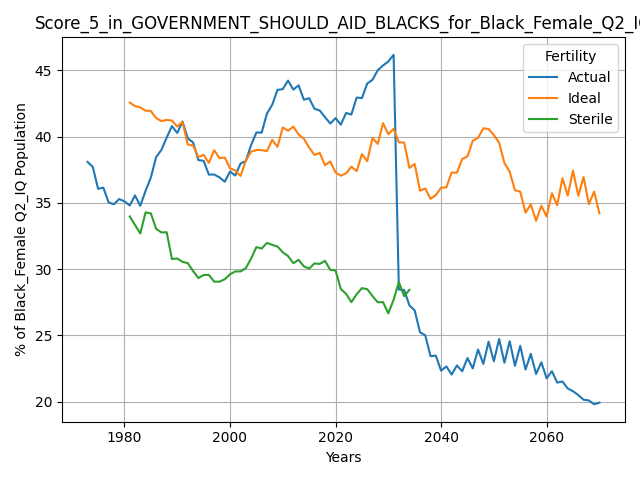 Score_5_in_GOVERNMENT_SHOULD_AID_BLACKS_for_Black_Female_Q2_IQ
Fertility
Actual
Ideal
Sterile
% of Black_Female Q2_IQ Population
45
40
35
30
25
20
1980 2000 2020 2040 2060
Years